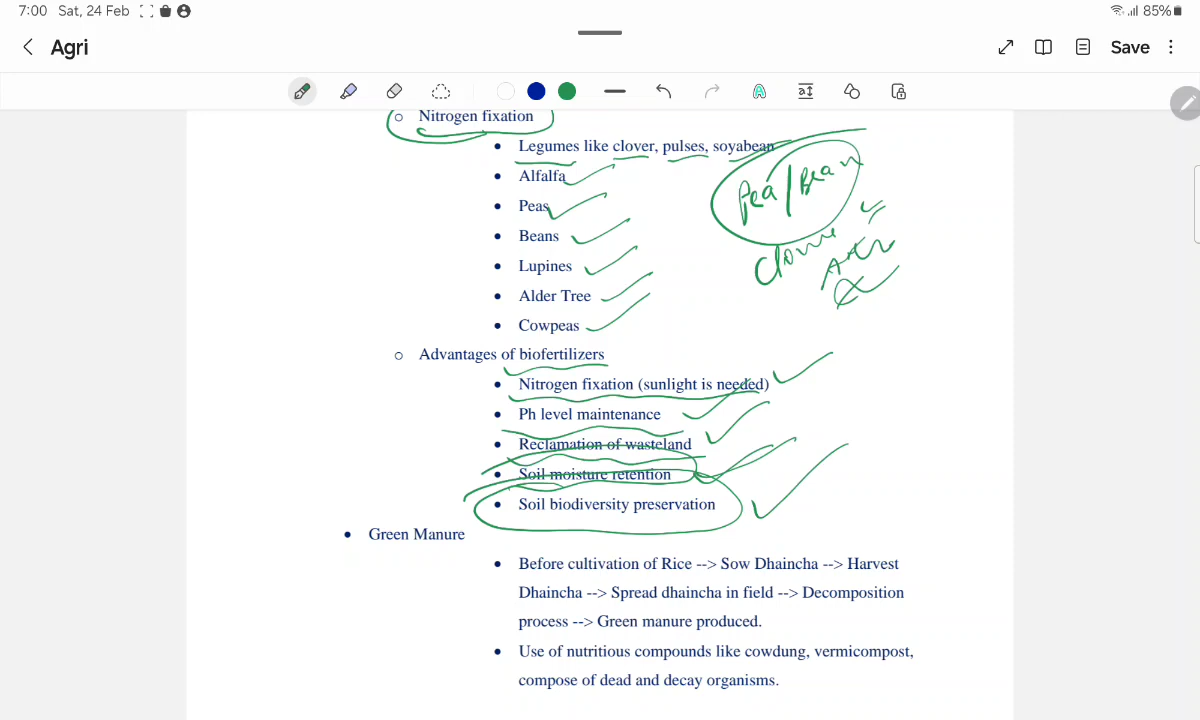 7:00 Sat, 24 Feb 85%
Agri Save
Nitrogen fixation
Legumes like clover, pulses, soyabean
Alfalfa
Pea/Bean
Peas
Beans
Lupines
Alder Tree
Cowpeas
Advantages of biofertilizers
Nitrogen fixation (sunlight is needed)
Ph level maintenance
Reclamation of wasteland
Soil moisture retention
Soil biodiversity preservation
Green Manure
Before cultivation of Rice --> Sow Dhaincha --> Harvest
Dhaincha --> Spread dhaincha in field --> Decomposition
process --> Green manure produced.
Use of nutritious compounds like cowdung, vermicompost,
compose of dead and decay organisms.